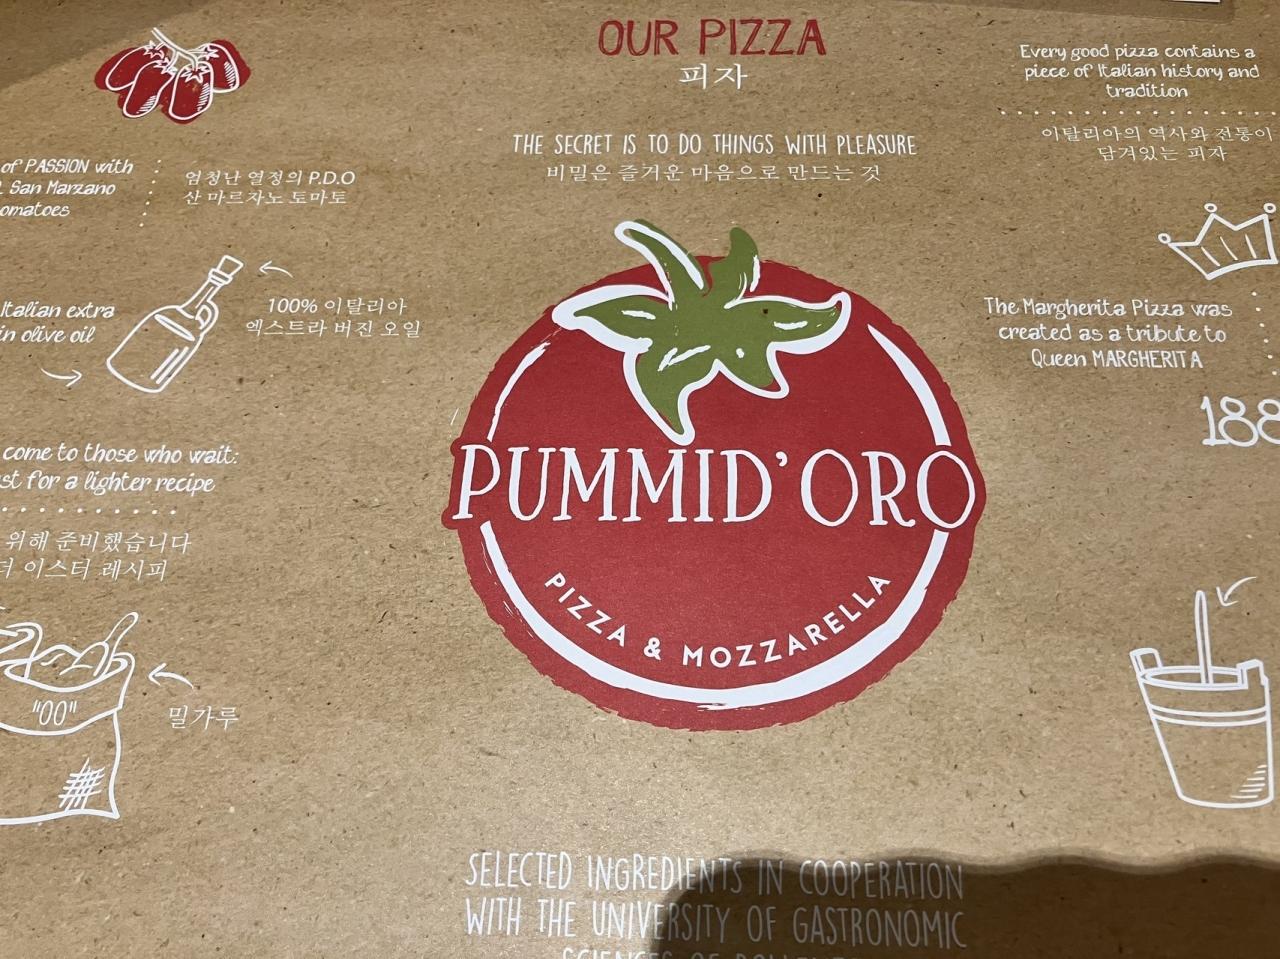 OUR PIZZA
피자
THE SECRET IS TO DO THINGS WITH PLEASURE
비밀은 즐거운 마음으로 만드는 것
of PASSION with
San Marzano
omatoes
엄청난 열정의 P.D.O
산 마르자노 토마토
Italian extra
in olive oil
100% 이탈리아
엑스트라 버진 오일
come to those who wait:
st for a lighter recipe
위해 준비했습니다
터 이스터 레시피
"00"
밀가루
PUMMID'ORO
PIZZA & MOZZARELLA
Every good pizza contains a
piece of Italian history and
tradition
이탈리아의 역사와 전통이
담겨있는 피자
The Margherita Pizza was
created as a tribute to
Queen MARGHERITA
188
SELECTED INGREDIENTS IN COOPERATION
WITH THE UNIVERSITY OF GASTRONOMIC
SCIENCES OF